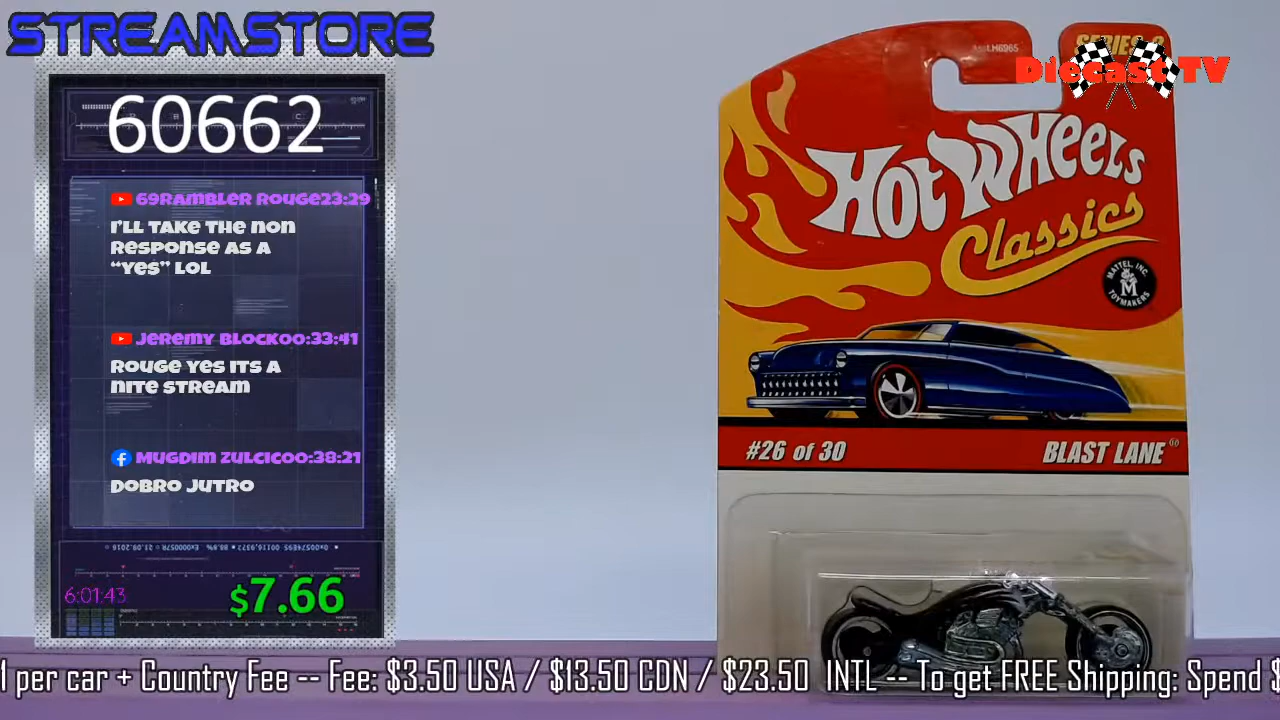 STREAMSTORE
60662
69Rambler Rouge23:29
I'll take the non
response as a
“yes” lol
Jeremy Block00:33:41
Rouge yes its a
nite stream
Mugdim Zulcic00:38:21
Dobro jutro
6:01:43
$7.66
SERIES
Diecast TV
Hot Wheels
Classics
MATTEL, INC.
M
TOYMAKERS
#26 of 30
BLAST LANE
per car + Country Fee -- Fee: $3.50 USA / $13.50 CDN / $23.50 INTL -- To get FREE Shipping: Spend $